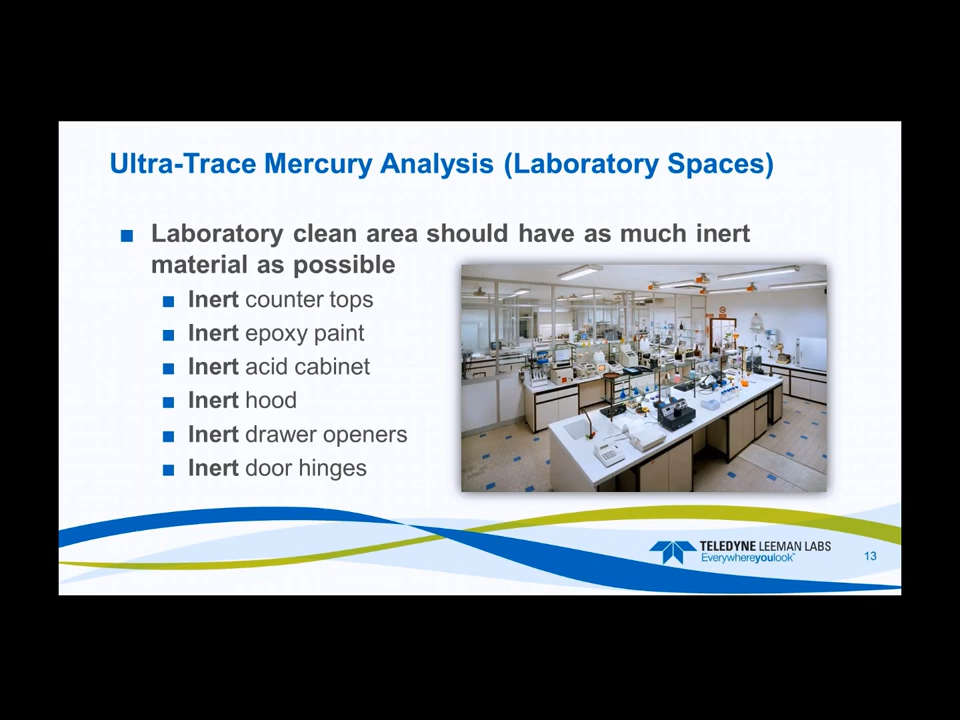 Ultra-Trace Mercury Analysis (Laboratory Spaces)
Laboratory clean area should have as much inert
material as possible
Inert counter tops
Inert epoxy paint
Inert acid cabinet
Inert hood
Inert drawer openers
Inert door hinges
TELEDYNE LEEMAN LABS
Everywhereyoulook™
13